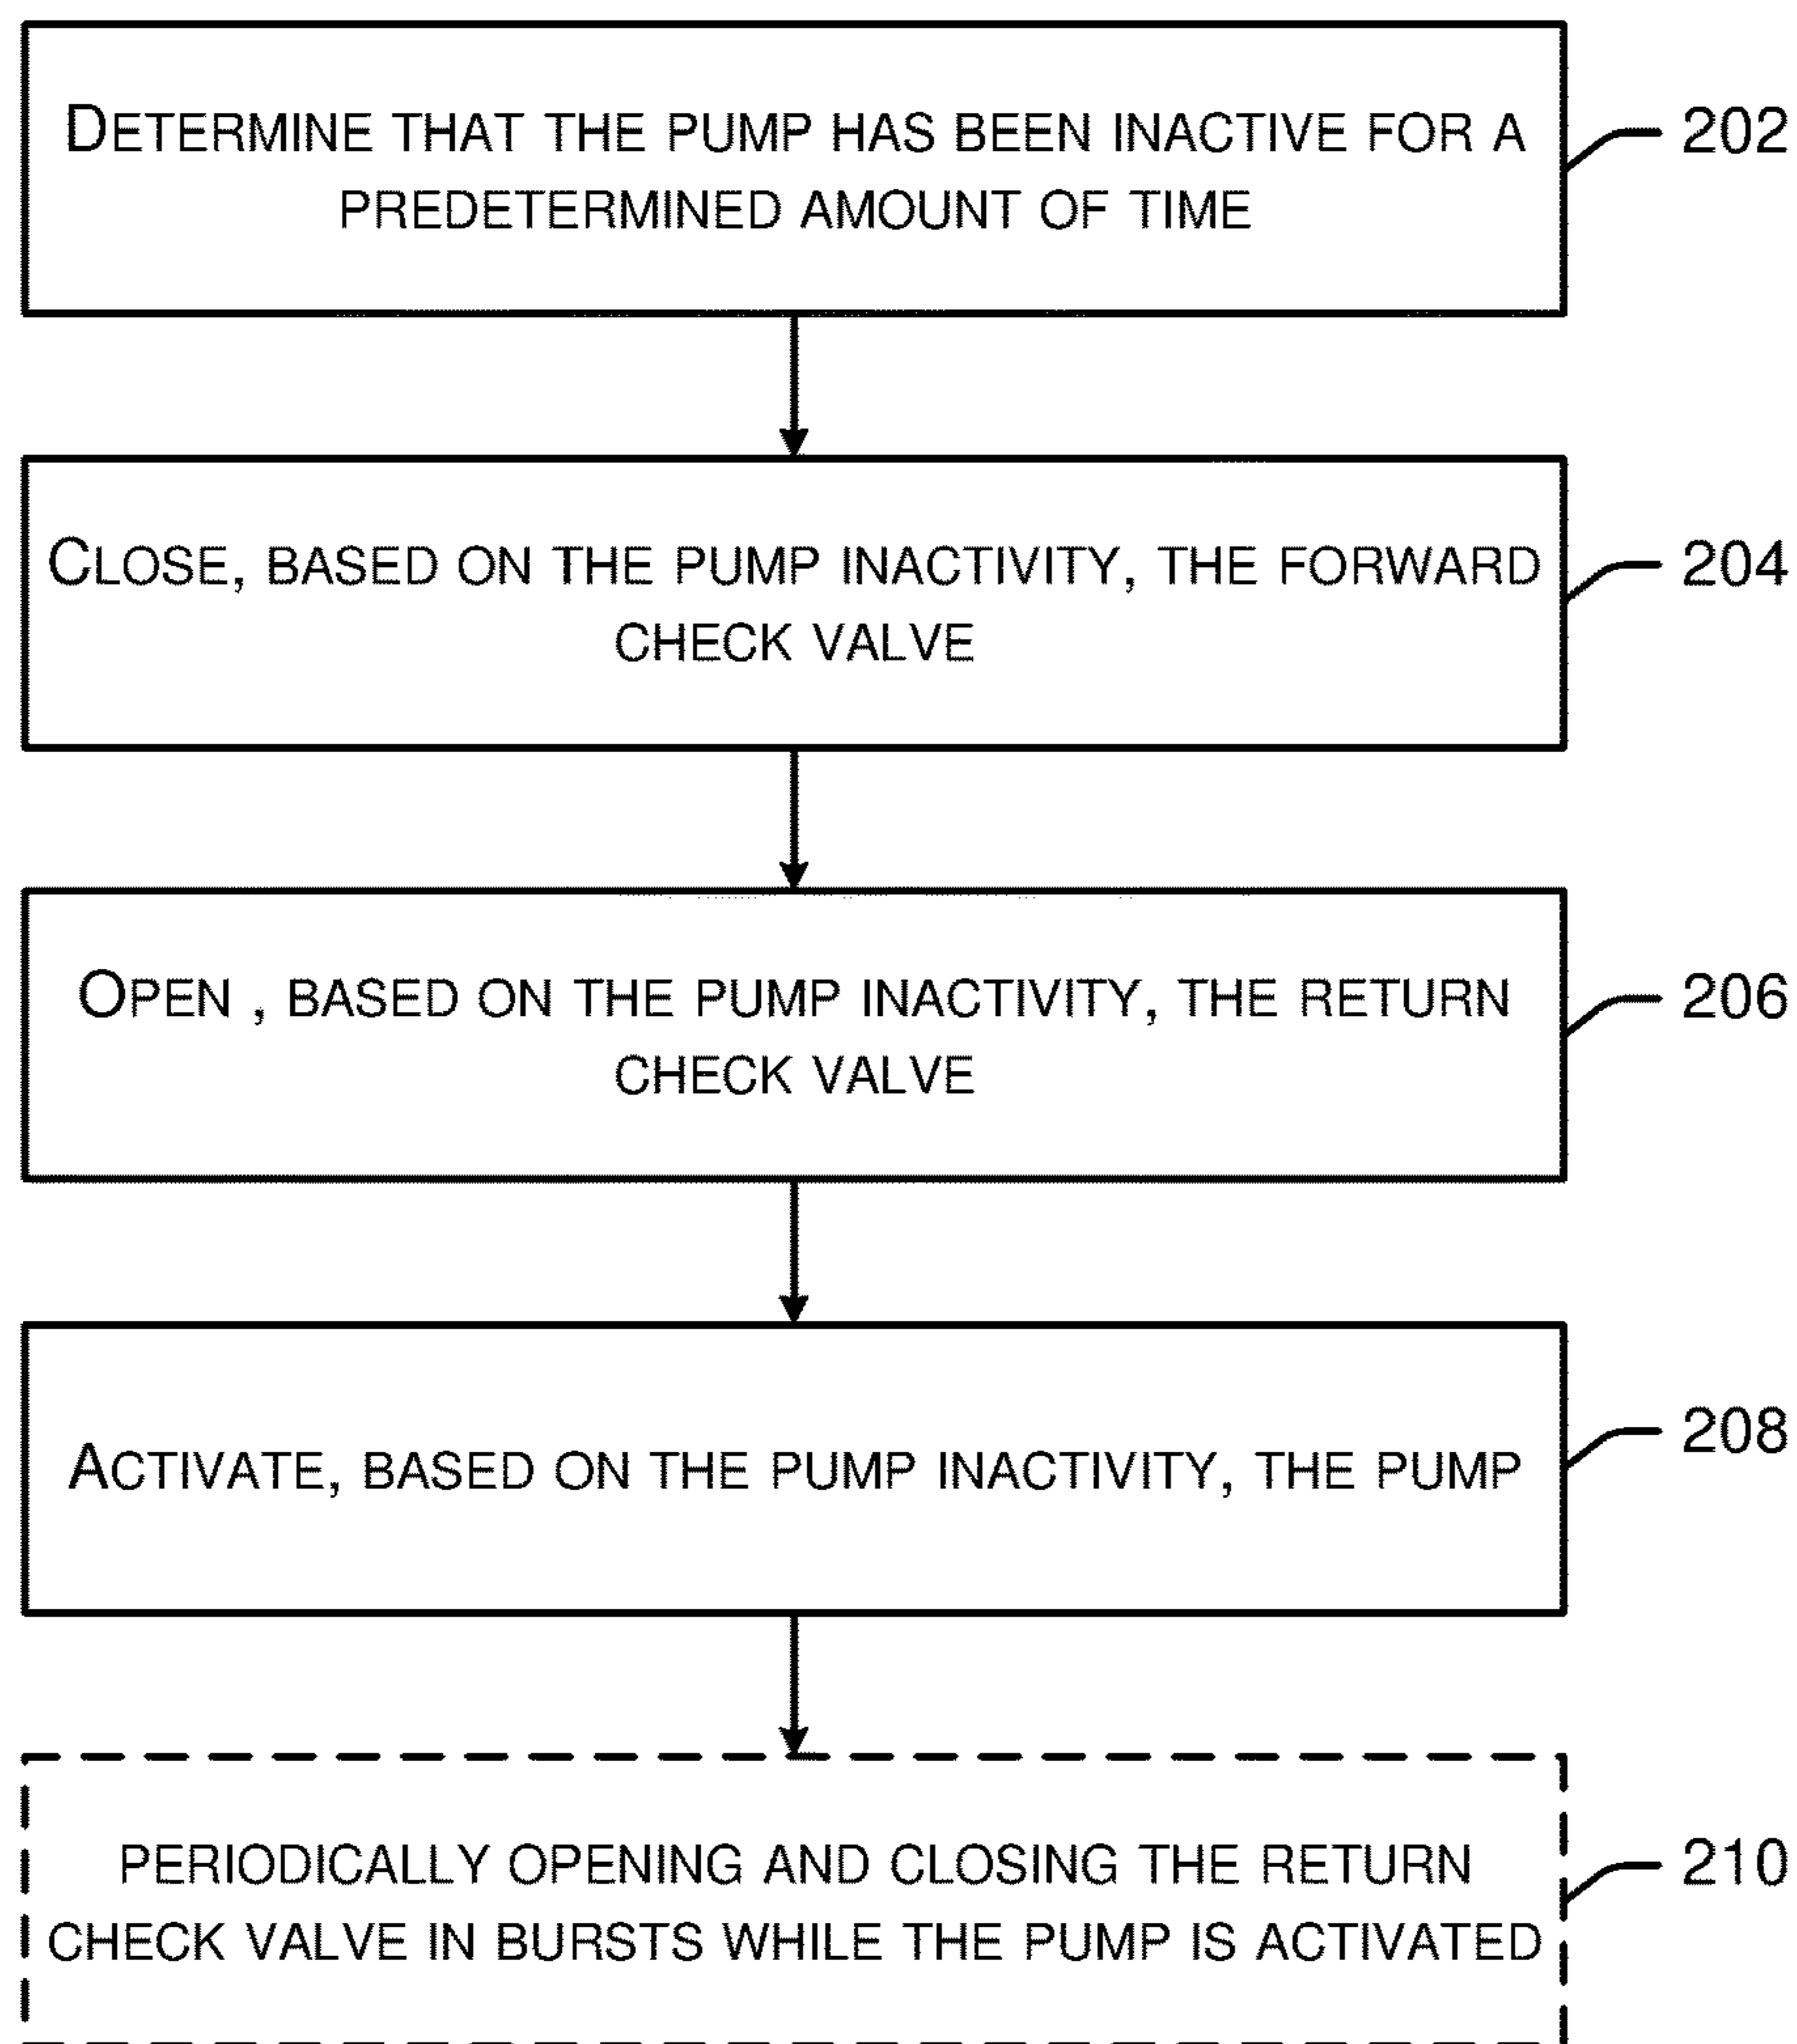 DETERMINE THAT THE PUMP HAS BEEN INACTIVE FOR A
PREDETERMINED AMOUNT OF TIME
202
CLOSE, BASED ON THE PUMP INACTIVITY, THE FORWARD
CHECK VALVE
204
OPEN , BASED ON THE PUMP INACTIVITY, THE RETURN
CHECK VALVE
206
ACTIVATE, BASED ON THE PUMP INACTIVITY, THE PUMP
208
PERIODICALLY OPENING AND CLOSING THE RETURN
CHECK VALVE IN BURSTS WHILE THE PUMP IS ACTIVATED
210